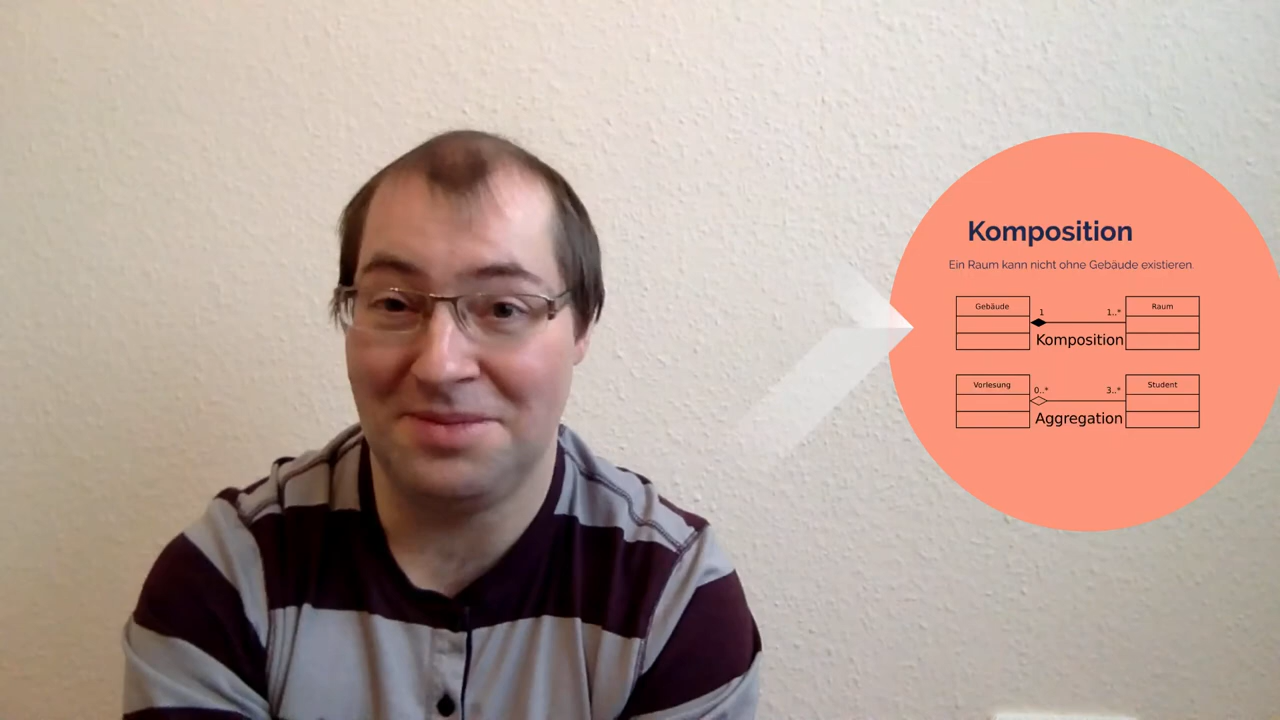 Komposition
Ein Raum kann nicht ohne Gebäude existieren.
Gebäude
1
1..*
Raum
Komposition
Vorlesung
0..*
3..*
Student
Aggregation